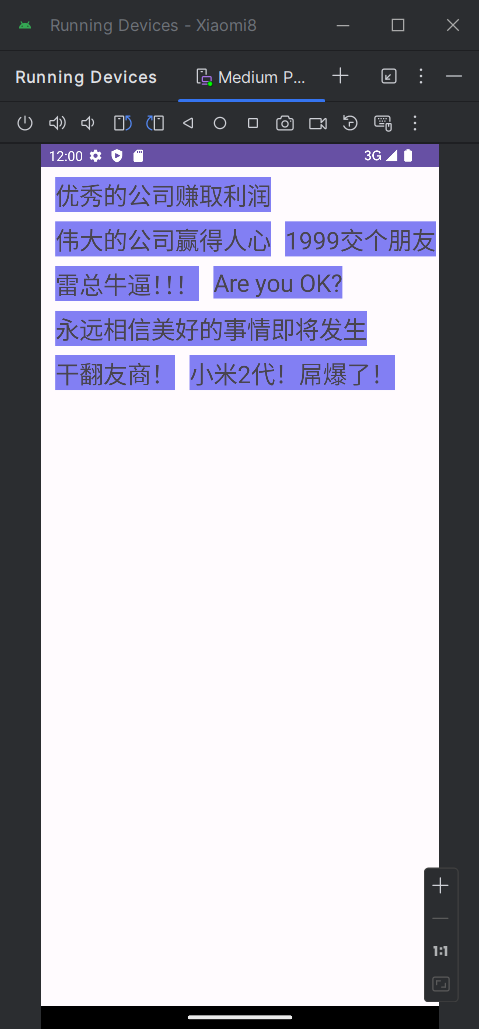 Running Devices - Xiaomi8
Running Devices
Medium P...
12:00
3G
优秀的公司赚取利润
伟大的公司赢得人心 1999交个朋友
雷总牛逼！！！ Are you OK?
永远相信美好的事情即将发生
干翻友商！ 小米2代！屌爆了！
1:1